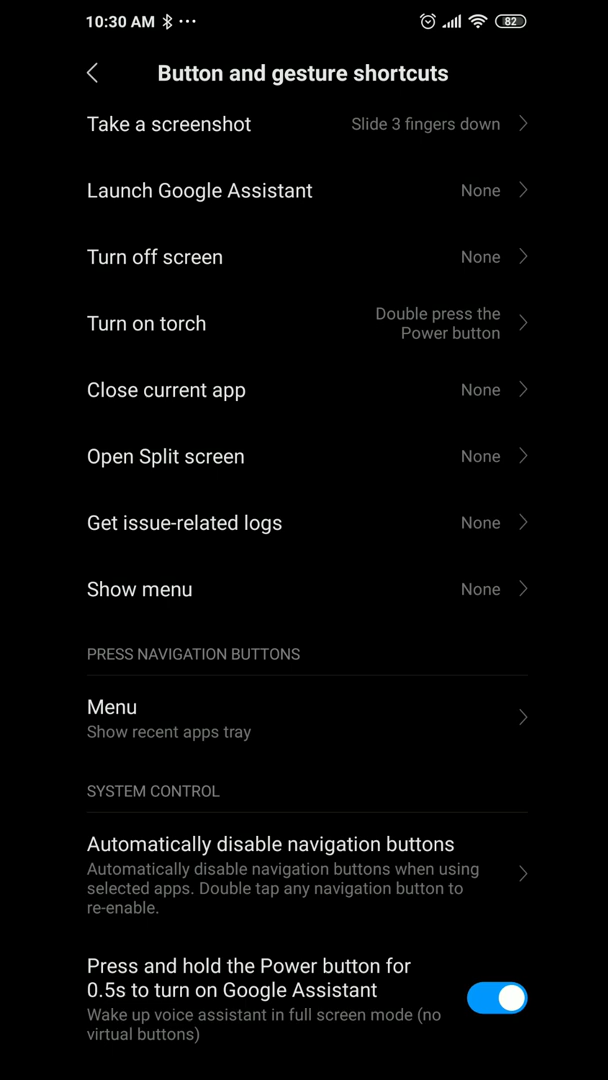 10:30 AM ···
82
Button and gesture shortcuts
Take a screenshot Slide 3 fingers down
Launch Google Assistant None
Turn off screen None
Turn on torch Double press the
Power button
Close current app None
Open Split screen None
Get issue-related logs None
Show menu None
PRESS NAVIGATION BUTTONS
Menu
Show recent apps tray
SYSTEM CONTROL
Automatically disable navigation buttons
Automatically disable navigation buttons when using
selected apps. Double tap any navigation button to
re-enable.
Press and hold the Power button for
0.5s to turn on Google Assistant
Wake up voice assistant in full screen mode (no
virtual buttons)